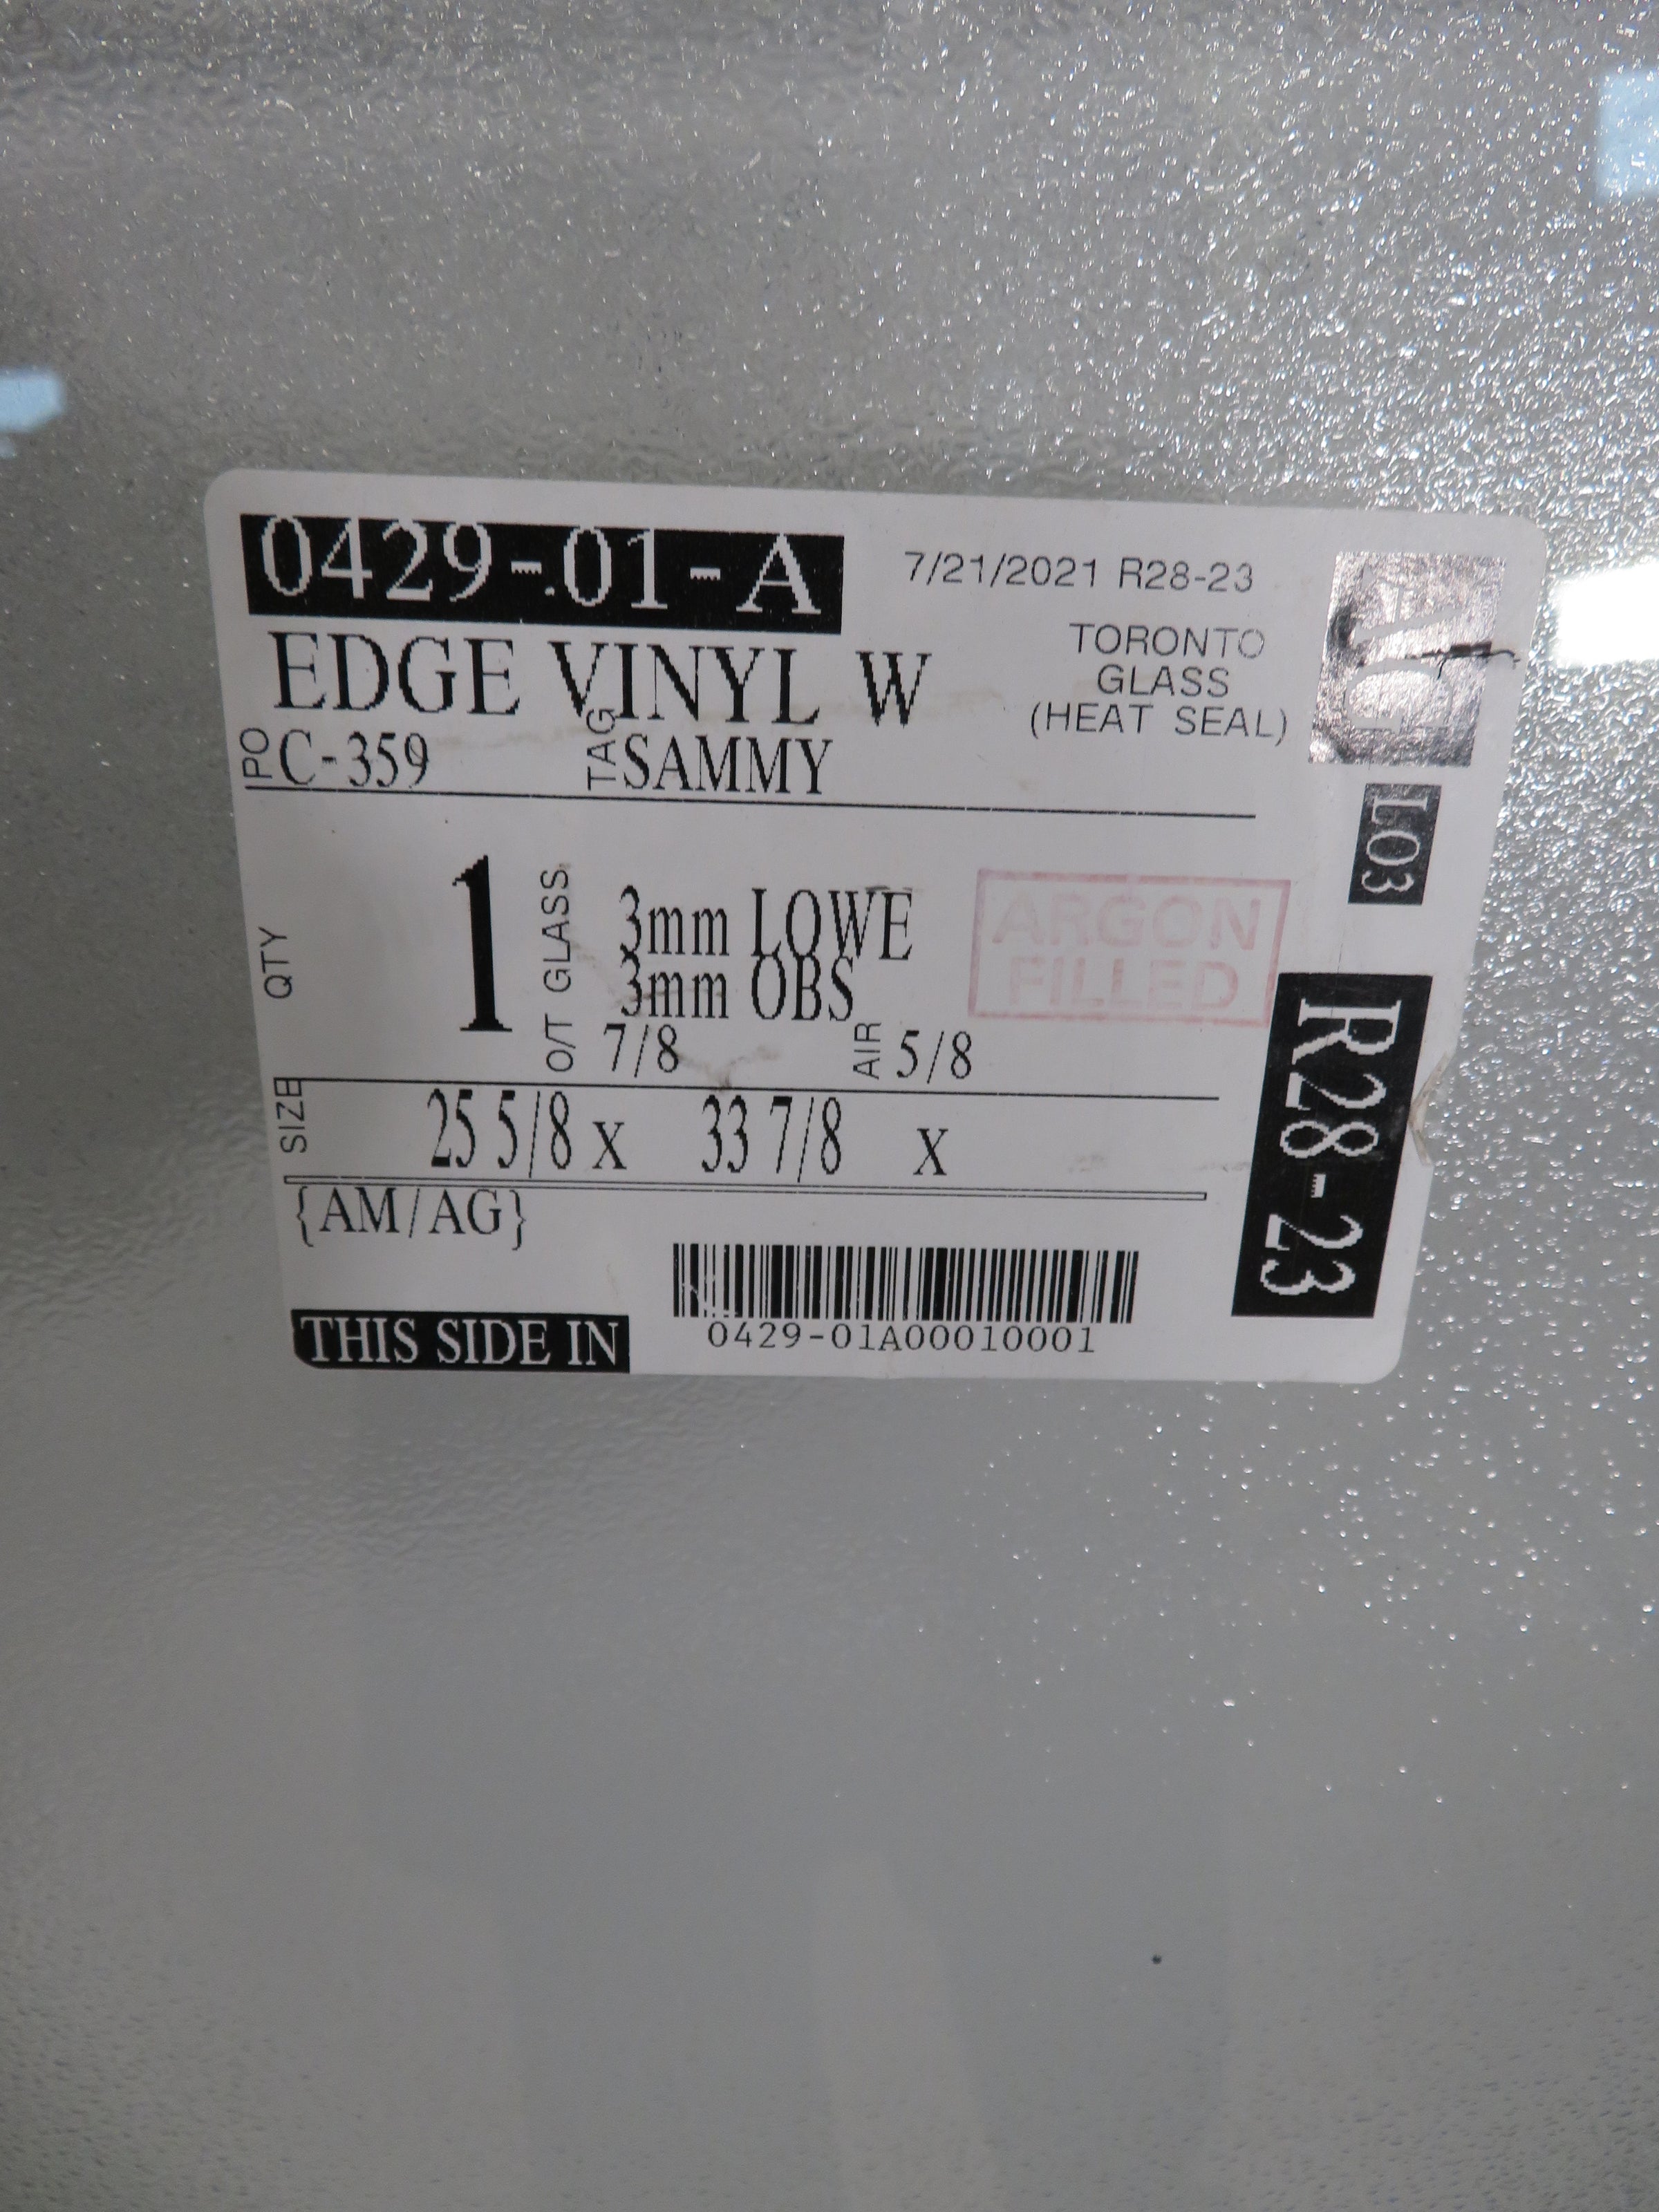 0429-01-A
7/21/2021 R28-23
AG
EDGE VINYL W
TORONTO
GLASS
(HEAT SEAL)
PO C-359
TAG SAMMY
L03
QTY 1
O/T GLASS
3mm LOWE
3mm OBS
ARGON
FILLED
7/8
AIR 5/8
R28-23
SIZE 25 5/8 X 33 7/8 X
{AM/AG}
THIS SIDE IN
0429-01A00010001